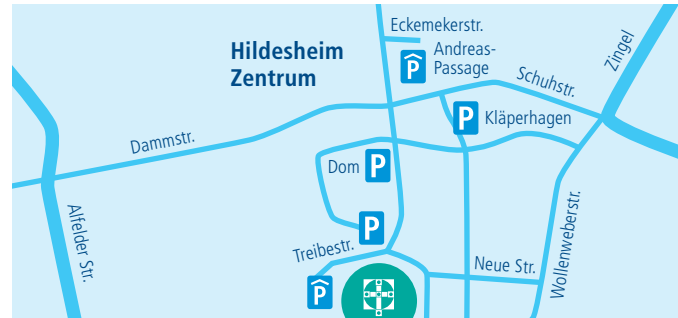 Eckemekerstr.
Hildesheim
Zentrum
P
Andreas-
Passage
Zingel
Schuhstr.
P
Kläperhagen
Dammstr.
Dom
P
P
Alfelder Str.
Treibestr.
Neue Str.
Wollenweberstr.
P